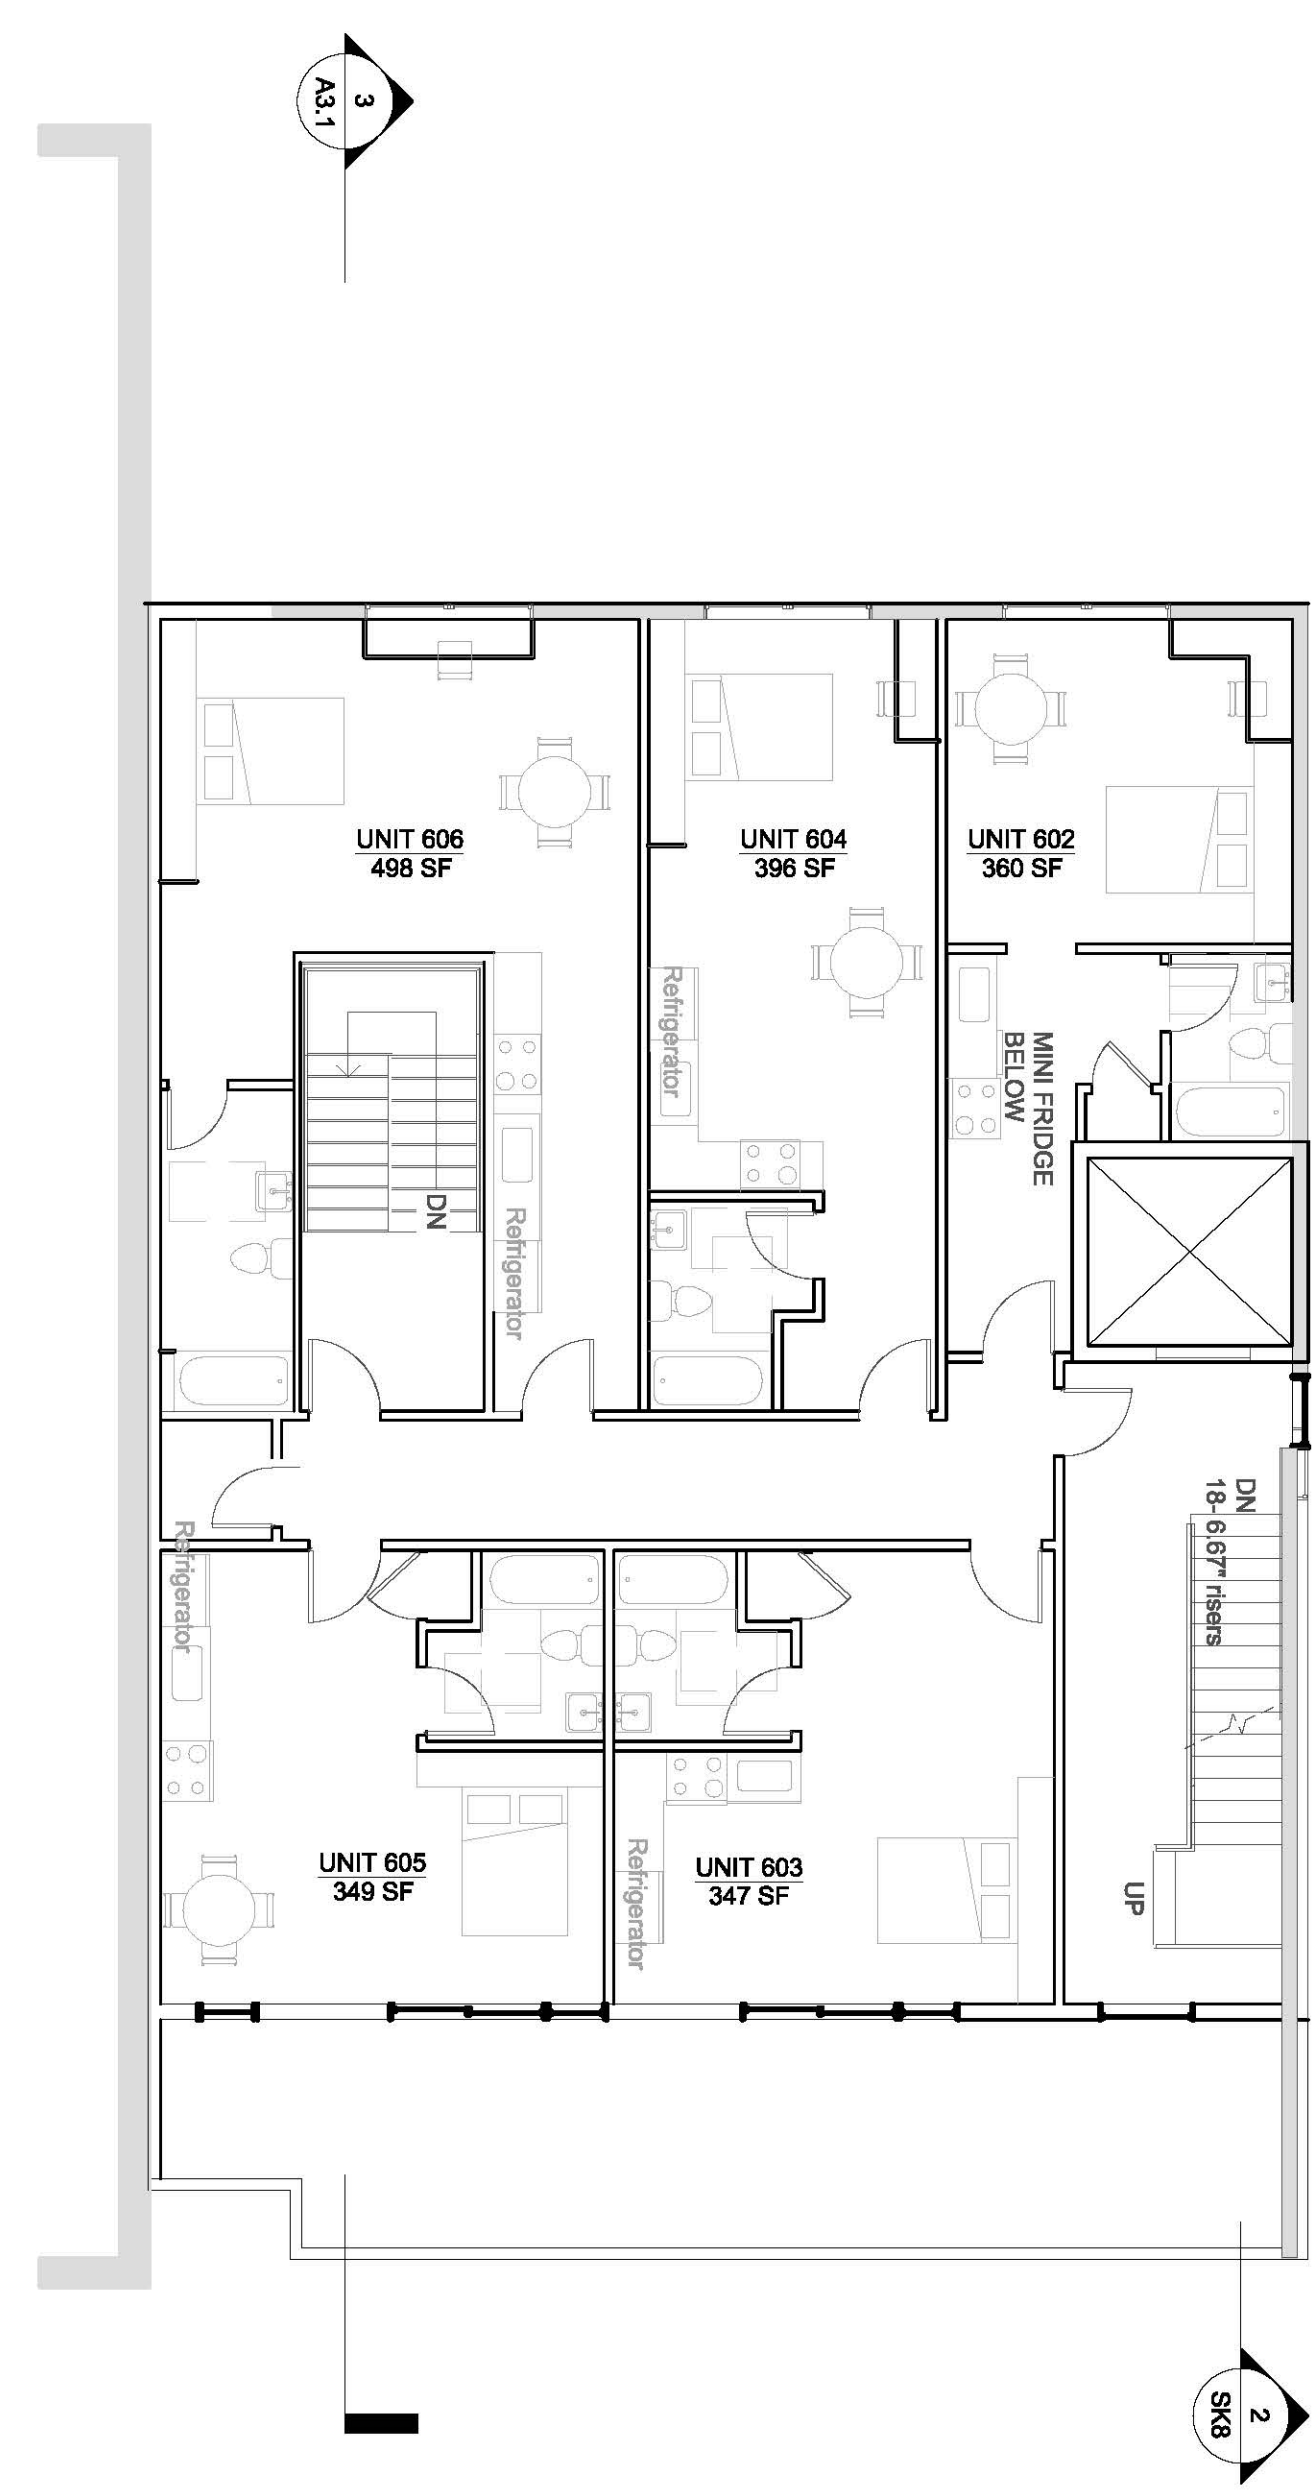 3
A3.1
UNIT 606
498 SF
UNIT 604
396 SF
UNIT 602
360 SF
Refrigerator
MINI FRIDGE
BELOW
DN
Refrigerator
DN
18- 6.67" risers
Refrigerator
UNIT 605
349 SF
Refrigerator
UNIT 603
347 SF
UP
2
SK8